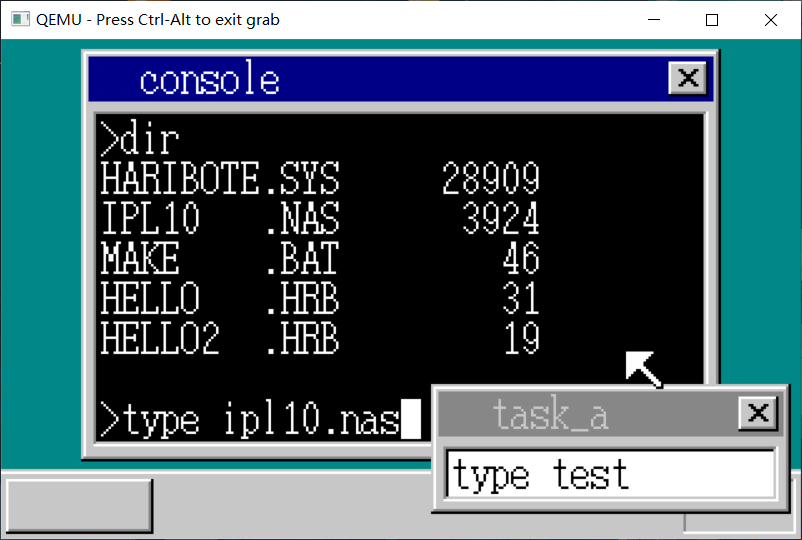 QEMU - Press Ctrl-Alt to exit grab
console
>dir
HARIBOTE.SYS 28909
IPL10 .NAS 3924
MAKE .BAT 46
HELLO .HRB 31
HELLO2 .HRB 19
>type ipl10.nas
task_a
type test